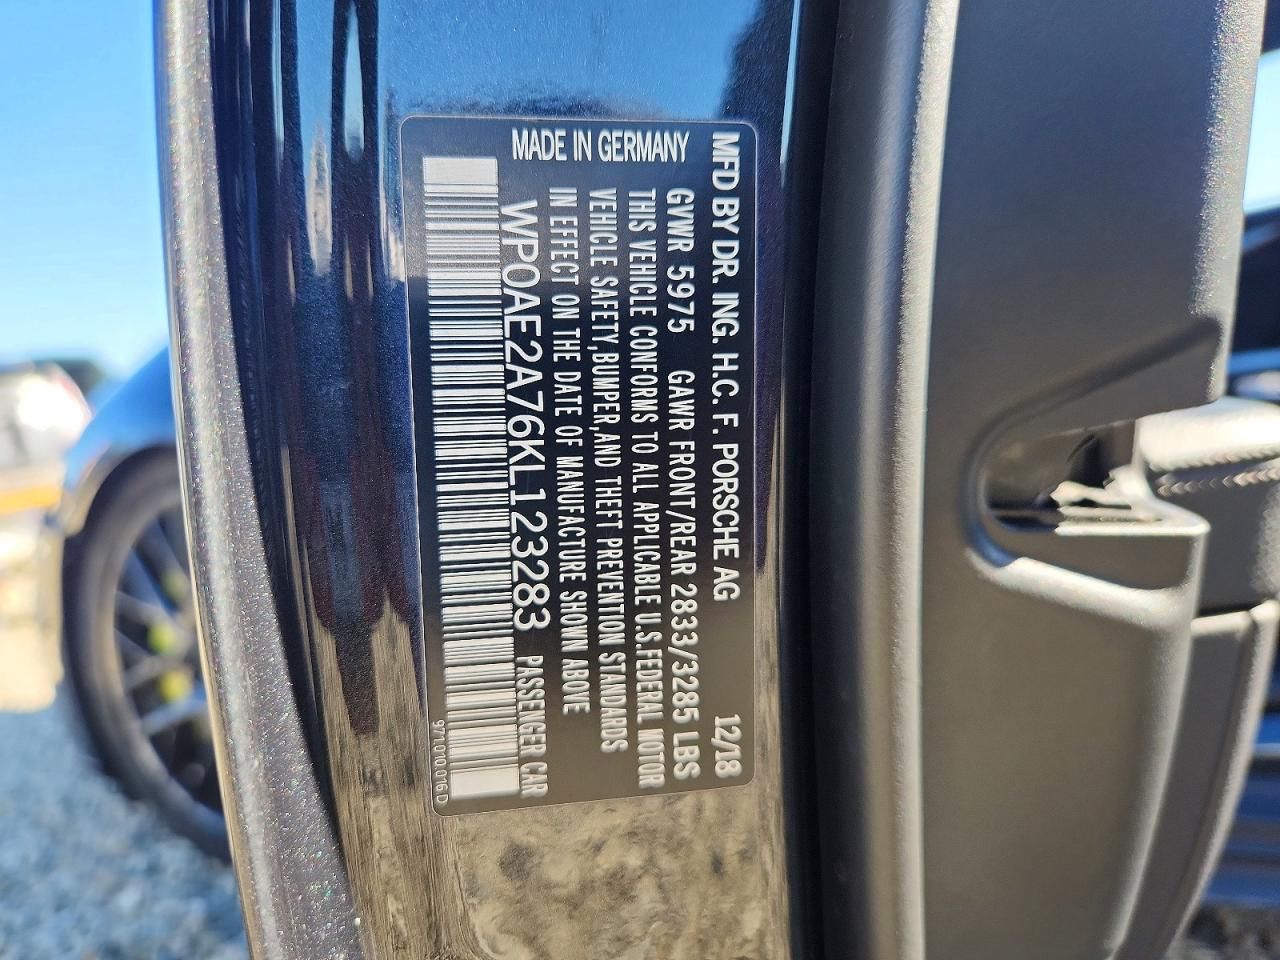 MFD BY DR. ING. H.C. F. PORSCHE AG 12/18
GVWR 5975 GAWR FRONT/REAR 2833/3285 LBS
THIS VEHICLE CONFORMS TO ALL APPLICABLE U.S.FEDERAL MOTOR
VEHICLE SAFETY,BUMPER,AND THEFT PREVENTION STANDARDS
IN EFFECT ON THE DATE OF MANUFACTURE SHOWN ABOVE
WP0AE2A76KL123283 PASSENGER CAR
MADE IN GERMANY
971.010.016.D